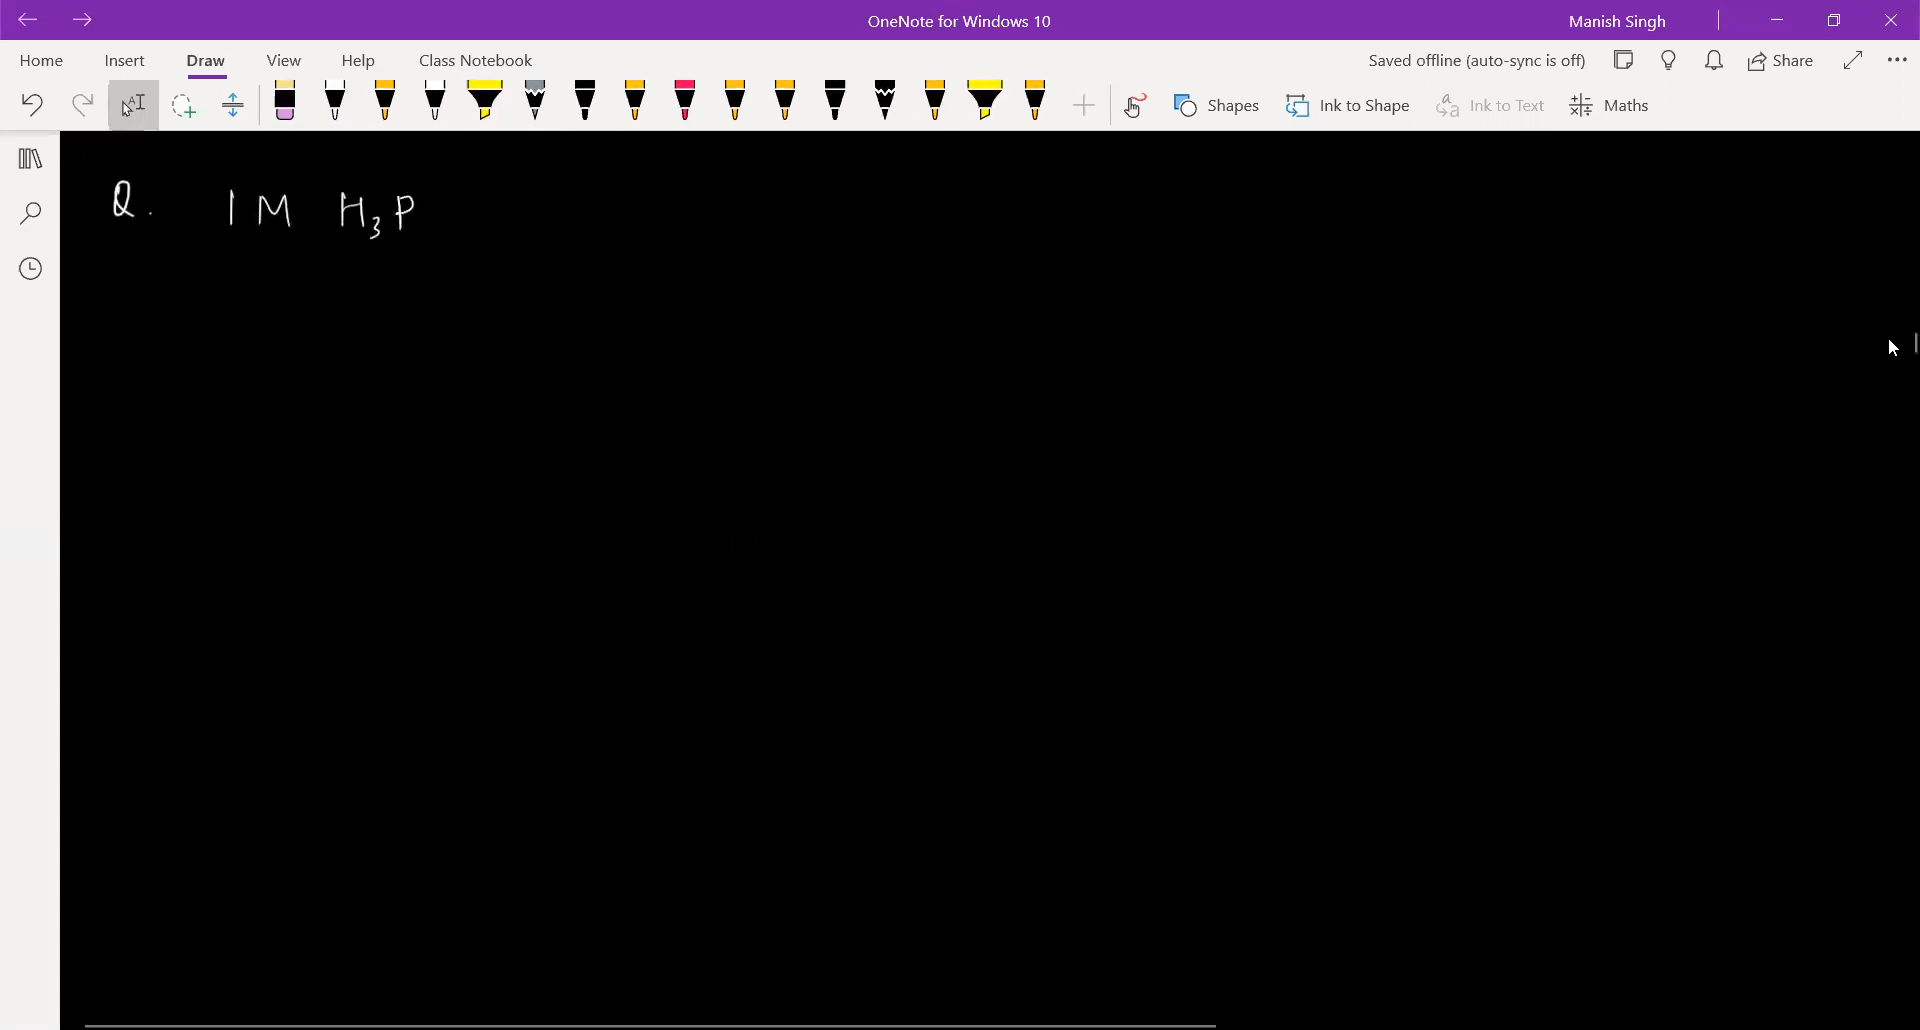 OneNote for Windows 10
Manish Singh
Home Insert Draw View Help Class Notebook
Saved offline (auto-sync is off) Share
Shapes Ink to Shape Ink to Text Maths
Q. 1 M H₃P